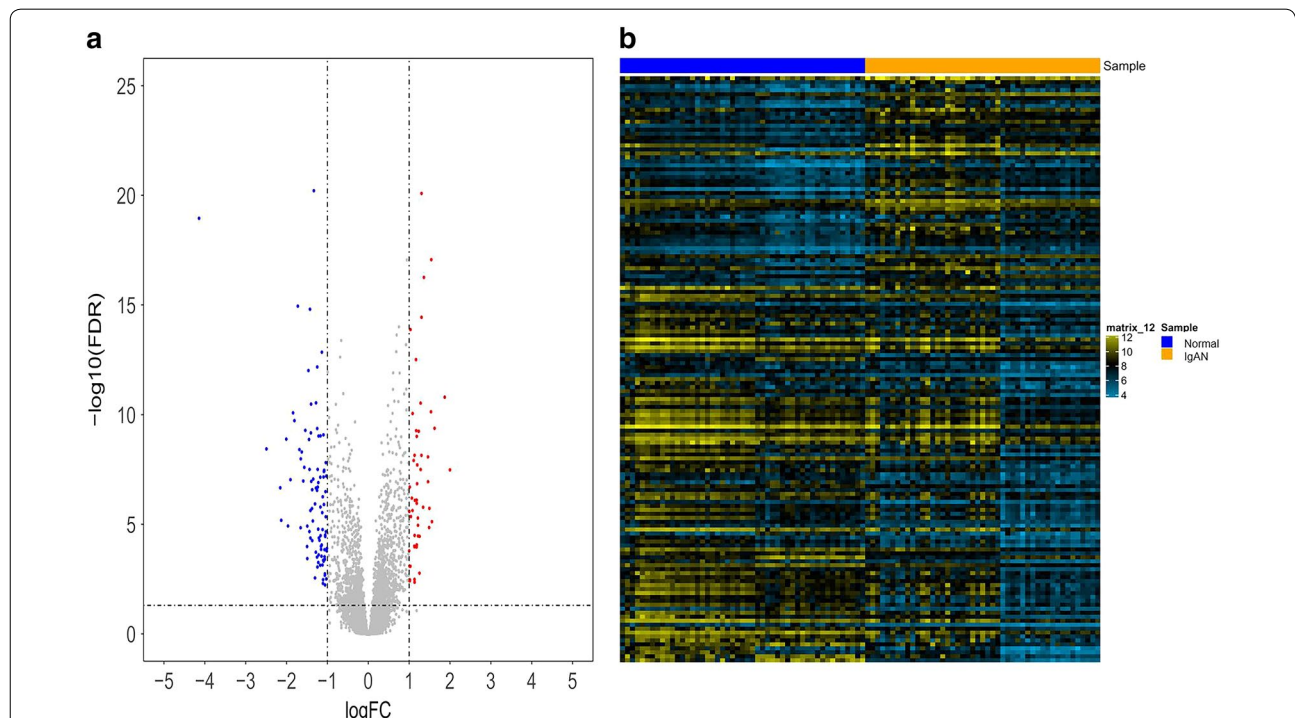 a
25
20
15
10
5
0
−log10(FDR)
−5 −4 −3 −2 −1 0 1 2 3 4 5
logFC
b
Sample
matrix_12 Sample
12 Normal
10 IgAN
8
6
4